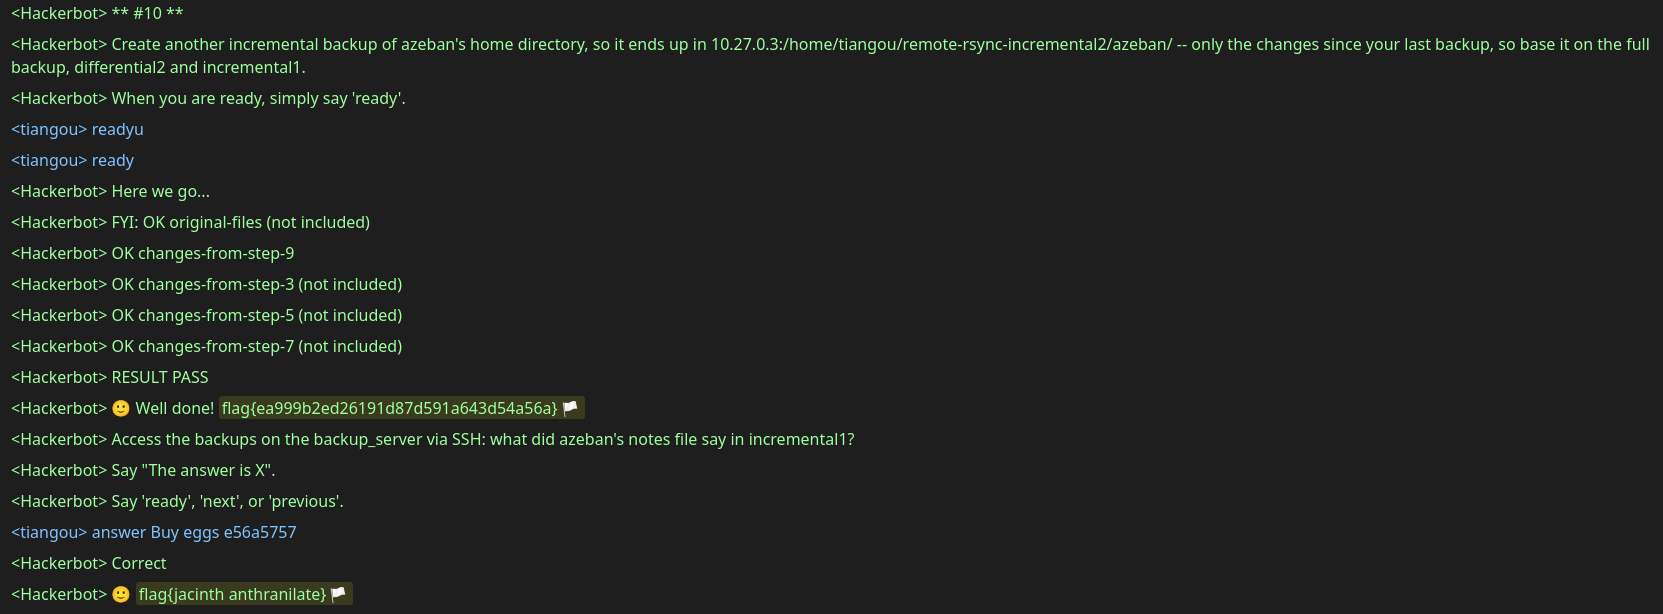 <Hackerbot> ** #10 **
<Hackerbot> Create another incremental backup of azeban's home directory, so it ends up in 10.27.0.3:/home/tiangou/remote-rsync-incremental2/azeban/ -- only the changes since your last backup, so base it on the full
backup, differential2 and incremental1.
<Hackerbot> When you are ready, simply say 'ready'.
<tiangou> readyu
<tiangou> ready
<Hackerbot> Here we go...
<Hackerbot> FYI: OK original-files (not included)
<Hackerbot> OK changes-from-step-9
<Hackerbot> OK changes-from-step-3 (not included)
<Hackerbot> OK changes-from-step-5 (not included)
<Hackerbot> OK changes-from-step-7 (not included)
<Hackerbot> RESULT PASS
<Hackerbot> 🙂 Well done! flag{ea999b2ed26191d87d591a643d54a56a} 🏳
<Hackerbot> Access the backups on the backup_server via SSH: what did azeban's notes file say in incremental1?
<Hackerbot> Say "The answer is X".
<Hackerbot> Say 'ready', 'next', or 'previous'.
<tiangou> answer Buy eggs e56a5757
<Hackerbot> Correct
<Hackerbot> 🙂 flag{jacinth anthranilate} 🏳